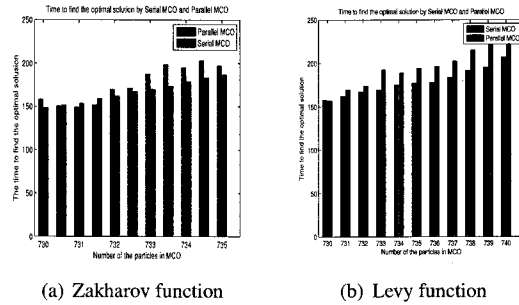 Time to find the optimal solution by Serial MCO and Parallel MCO
Parallel MCO
Serial MCO
The time to find the optimal solusion
250
200
150
100
50
0
730 731 732 733 734 735
Number of the particles in MCO
(a) Zakharov function
Time to find the optimal solution by Serial MCO and Parallel MCO
Serial MCO
Parallel MCO
The time to find the optimal solusion
250
200
150
100
50
0
730 731 732 733 734 735 736 737 738 739 740
Number of the particles in MCO
(b) Levy function